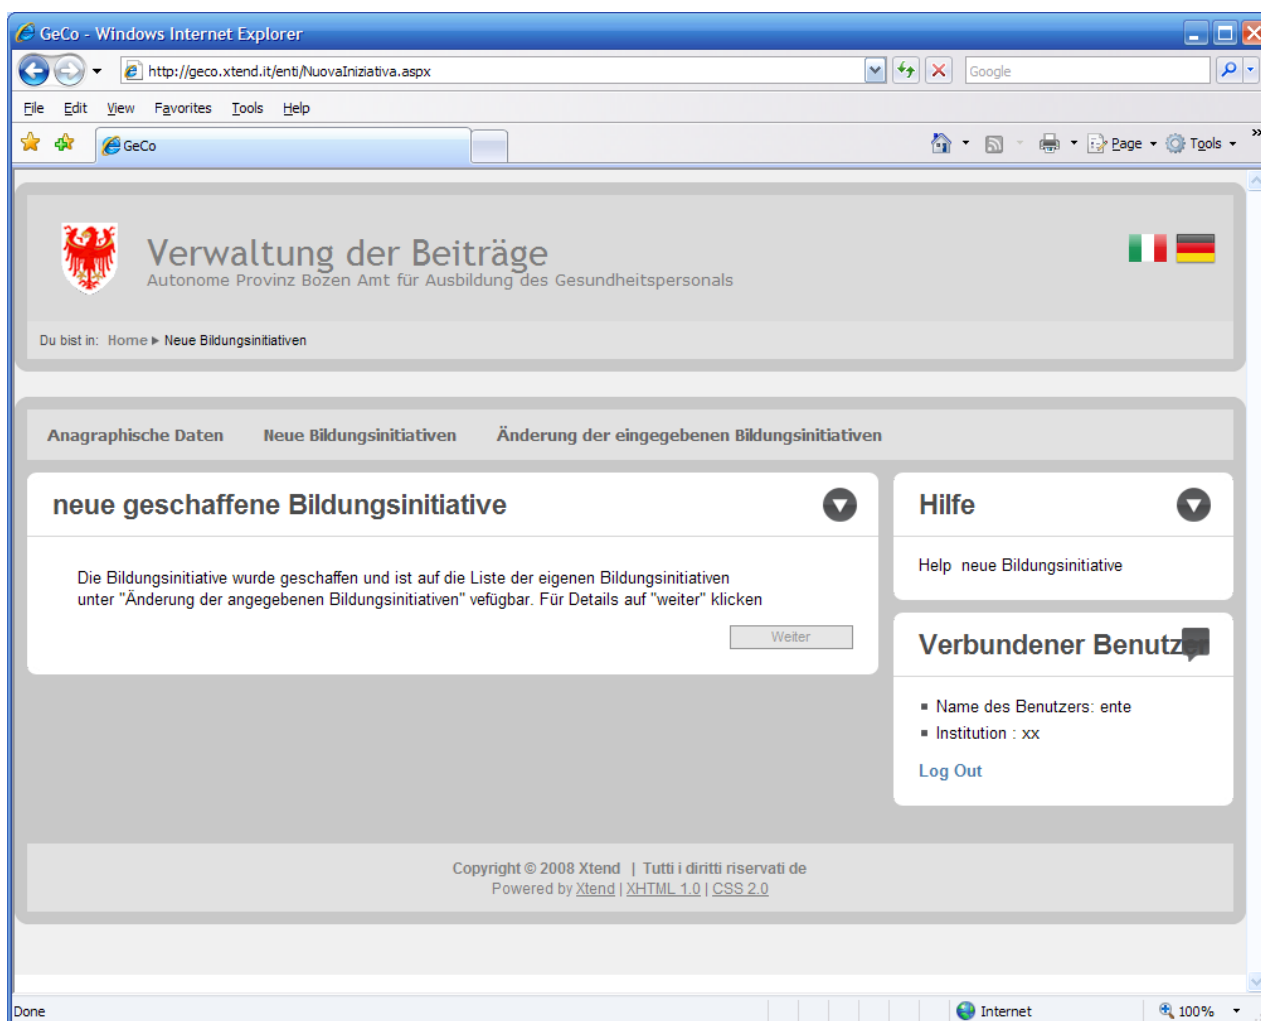 GeCo - Windows Internet Explorer
http://geco.xtend.it/enti/NuovaIniziativa.aspx
Google
File Edit View Favorites Tools Help
GeCo
Page Tools »
Verwaltung der Beiträge
Autonome Provinz Bozen Amt für Ausbildung des Gesundheitspersonals
Du bist in: Home ▸ Neue Bildungsinitiativen
Anagraphische Daten Neue Bildungsinitiativen Änderung der eingegebenen Bildungsinitiativen
neue geschaffene Bildungsinitiative
Die Bildungsinitiative wurde geschaffen und ist auf die Liste der eigenen Bildungsinitiativen
unter "Änderung der angegebenen Bildungsinitiativen" vefügbar. Für Details auf "weiter" klicken
Weiter
Hilfe
Help neue Bildungsinitiative
Verbundener Benutzer
Name des Benutzers: ente
Institution : xx
Log Out
Copyright © 2008 Xtend | Tutti i diritti riservati de
Powered by Xtend | XHTML 1.0 | CSS 2.0
Done
Internet
100%